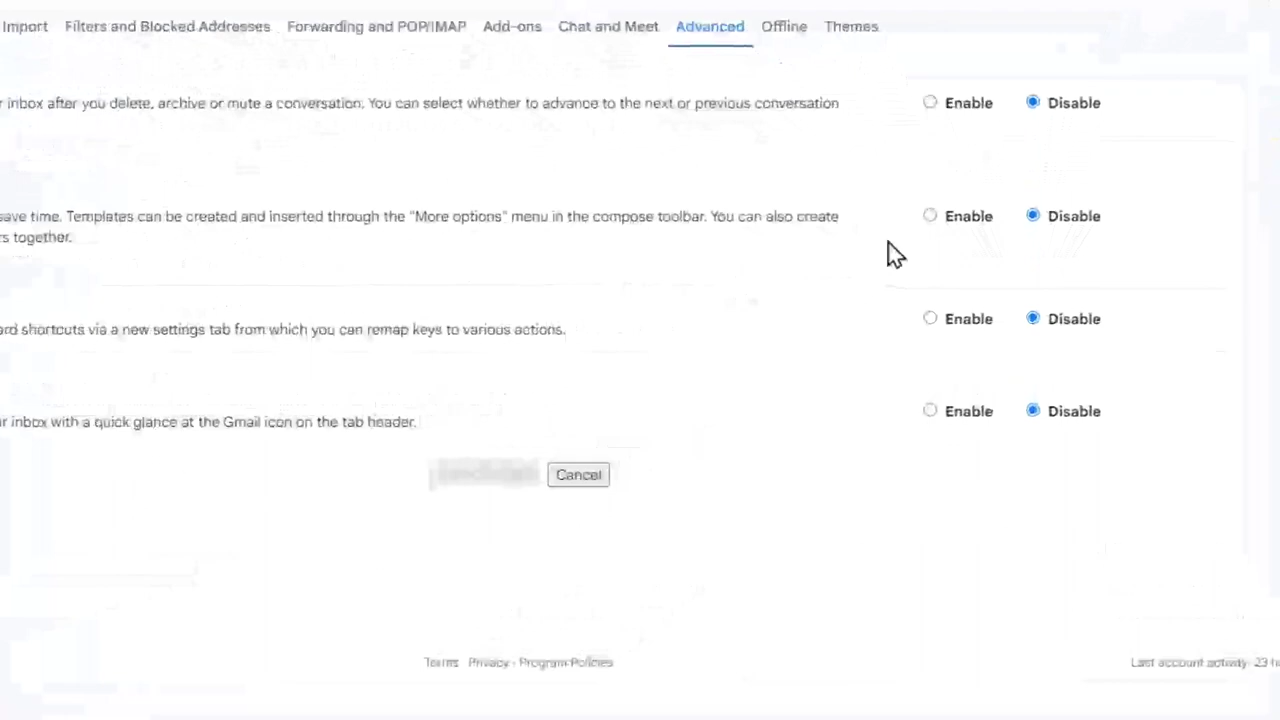 Import Filters and Blocked Addresses Forwarding and POP/IMAP Add-ons Chat and Meet Advanced Offline Themes
r inbox after you delete, archive or mute a conversation. You can select whether to advance to the next or previous conversation Enable Disable
save time. Templates can be created and inserted through the "More options" menu in the compose toolbar. You can also create Enable Disable
rs together.
ard shortcuts via a new settings tab from which you can remap keys to various actions. Enable Disable
ur inbox with a quick glance at the Gmail icon on the tab header. Enable Disable
Cancel
Terms · Privacy · Program Policies Last account activity: 23